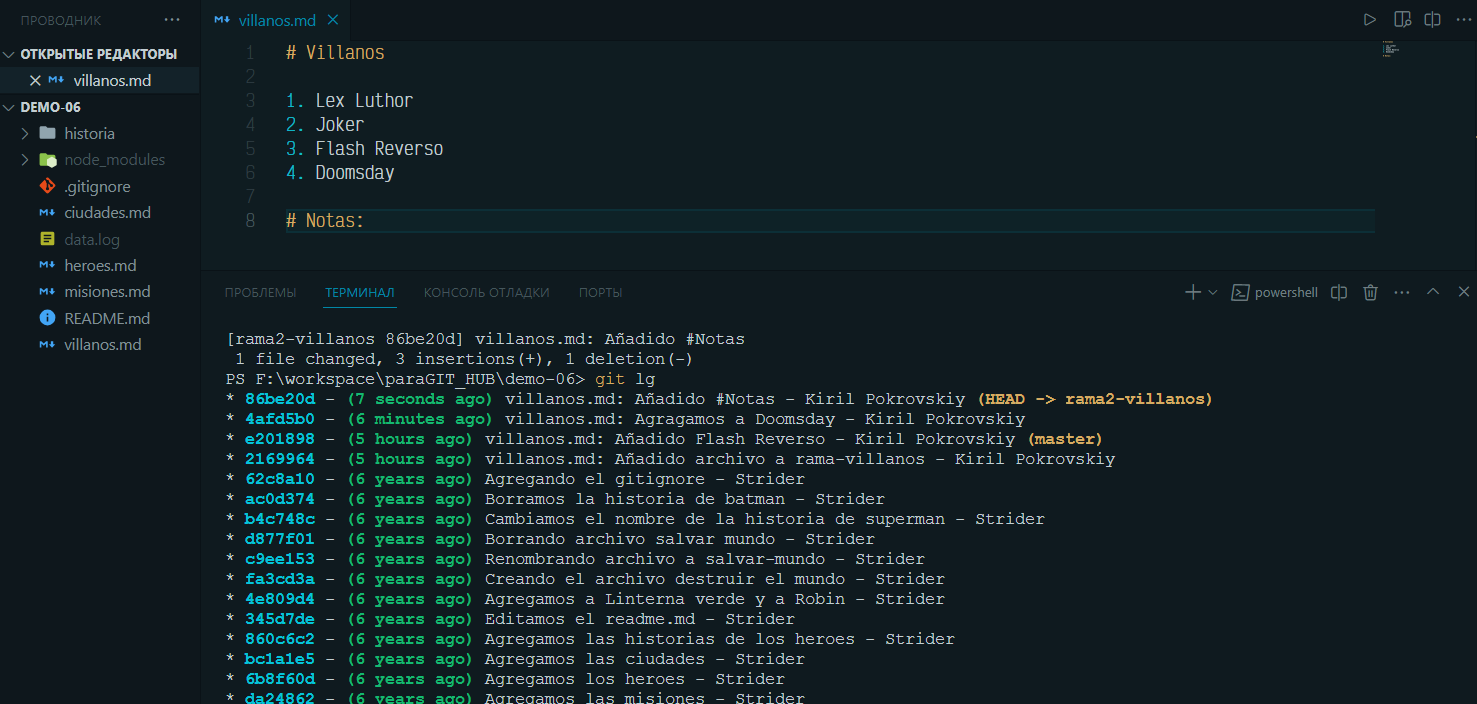 ПРОВОДНИК ···
ОТКРЫТЫЕ РЕДАКТОРЫ
villanos.md
DEMO-06
historia
node_modules
.gitignore
ciudades.md
data.log
heroes.md
misiones.md
README.md
villanos.md
villanos.md
1 # Villanos
2
3 1. Lex Luthor
4 2. Joker
5 3. Flash Reverso
6 4. Doomsday
7
8 # Notas:
ПРОБЛЕМЫ ТЕРМИНАЛ КОНСОЛЬ ОТЛАДКИ ПОРТЫ
powershell
[rama2-villanos 86be20d] villanos.md: Añadido #Notas
1 file changed, 3 insertions(+), 1 deletion(-)
PS F:\workspace\paraGIT_HUB\demo-06> git lg
* 86be20d - (7 seconds ago) villanos.md: Añadido #Notas - Kiril Pokrovskiy (HEAD -> rama2-villanos)
* 4afd5b0 - (6 minutes ago) villanos.md: Agragamos a Doomsday - Kiril Pokrovskiy
* e201898 - (5 hours ago) villanos.md: Añadido Flash Reverso - Kiril Pokrovskiy (master)
* 2169964 - (5 hours ago) villanos.md: Añadido archivo a rama-villanos - Kiril Pokrovskiy
* 62c8a10 - (6 years ago) Agregando el gitignore - Strider
* ac0d374 - (6 years ago) Borramos la historia de batman - Strider
* b4c748c - (6 years ago) Cambiamos el nombre de la historia de superman - Strider
* d877f01 - (6 years ago) Borrando archivo salvar mundo - Strider
* c9ee153 - (6 years ago) Renombrando archivo a salvar-mundo - Strider
* fa3cd3a - (6 years ago) Creando el archivo destruir el mundo - Strider
* 4e809d4 - (6 years ago) Agregamos a Linterna verde y a Robin - Strider
* 345d7de - (6 years ago) Editamos el readme.md - Strider
* 860c6c2 - (6 years ago) Agregamos las historias de los heroes - Strider
* bc1a1e5 - (6 years ago) Agregamos las ciudades - Strider
* 6b8f60d - (6 years ago) Agregamos los heroes - Strider
* da24862 - (6 years ago) Agregamos las misiones - Strider